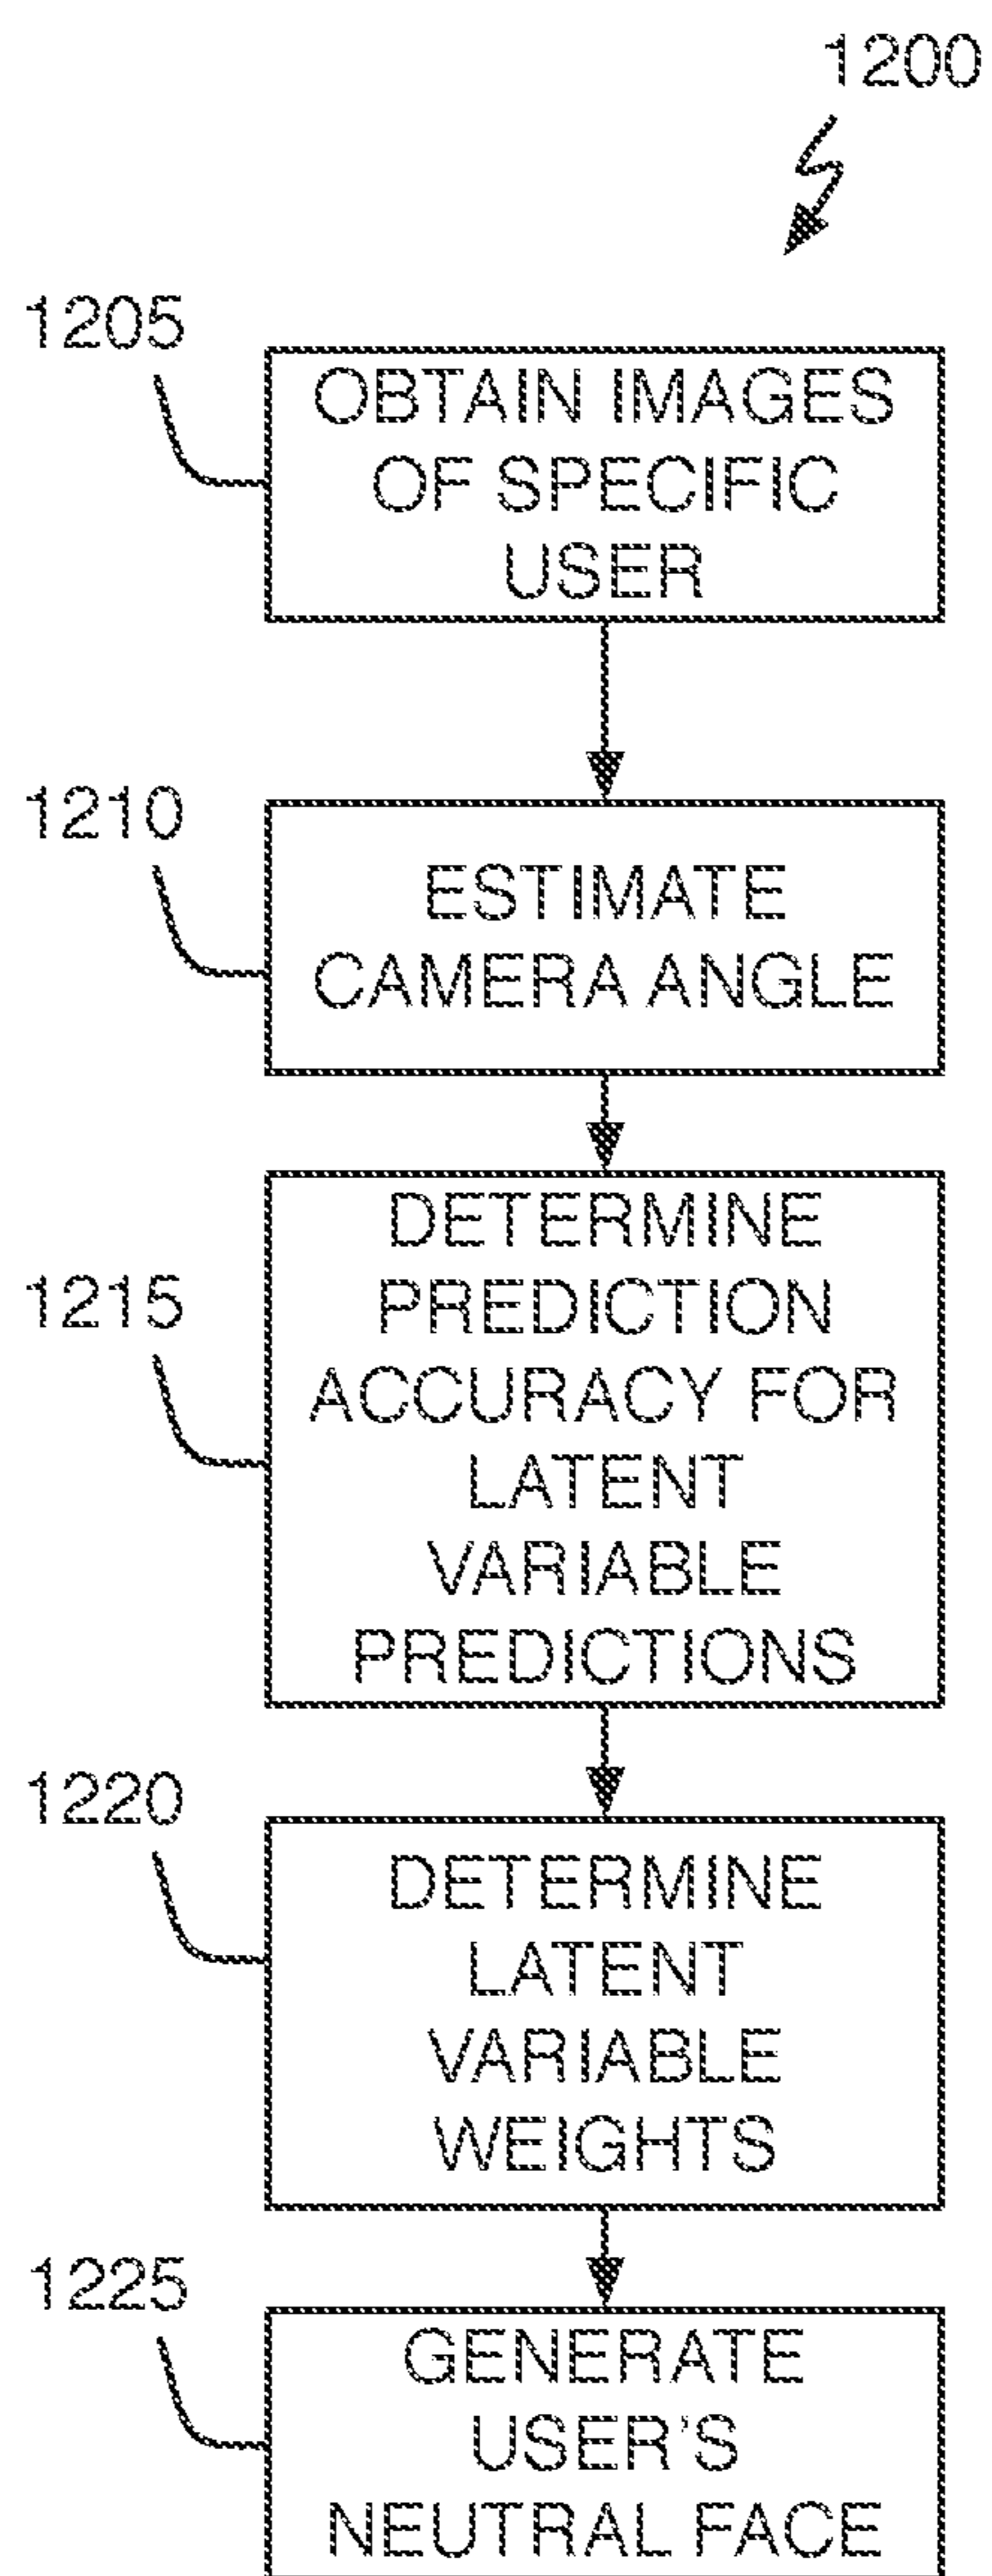 1200
1205
OBTAIN IMAGES
OF SPECIFIC
USER
1210
ESTIMATE
CAMERA ANGLE
1215
DETERMINE
PREDICTION
ACCURACY FOR
LATENT
VARIABLE
PREDICTIONS
1220
DETERMINE
LATENT
VARIABLE
WEIGHTS
1225
GENERATE
USER'S
NEUTRAL FACE